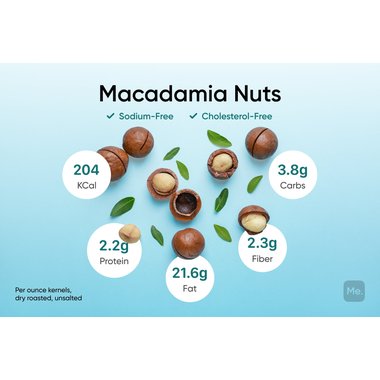 Macadamia Nuts
Sodium-Free
Cholesterol-Free
204
KCal
3.8g
Carbs
2.2g
Protein
2.3g
Fiber
21.6g
Fat
Per ounce kernels,
dry roasted, unsalted
Me.